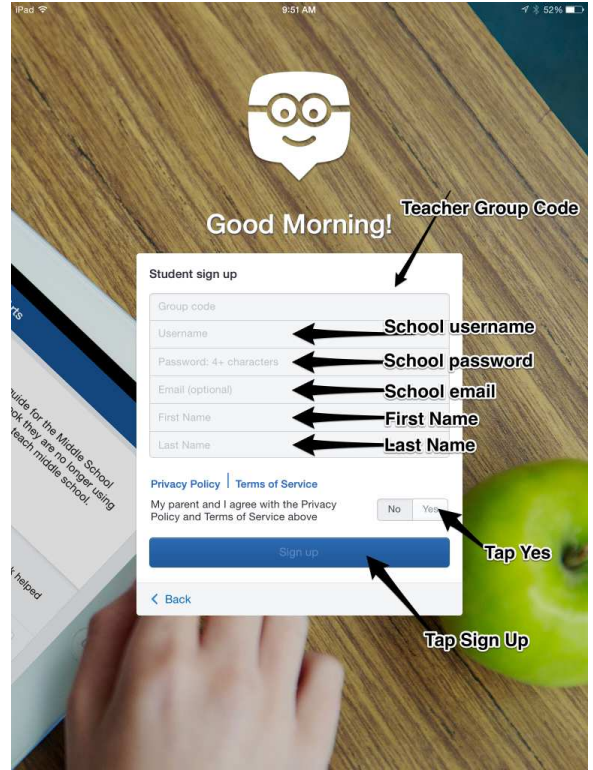 iPad
9:51 AM
52%
Good Morning!
Teacher Group Code
Student sign up
Group code
Username
School username
Password: 4+ characters
School password
Email (optional)
School email
First Name
First Name
Last Name
Last Name
Privacy Policy | Terms of Service
My parent and I agree with the Privacy
Policy and Terms of Service above
No
Yes
Tap Yes
Sign up
Back
Tap Sign Up
rts
uide for the Middle School
ok they are no longer using
teach middle school.
helped